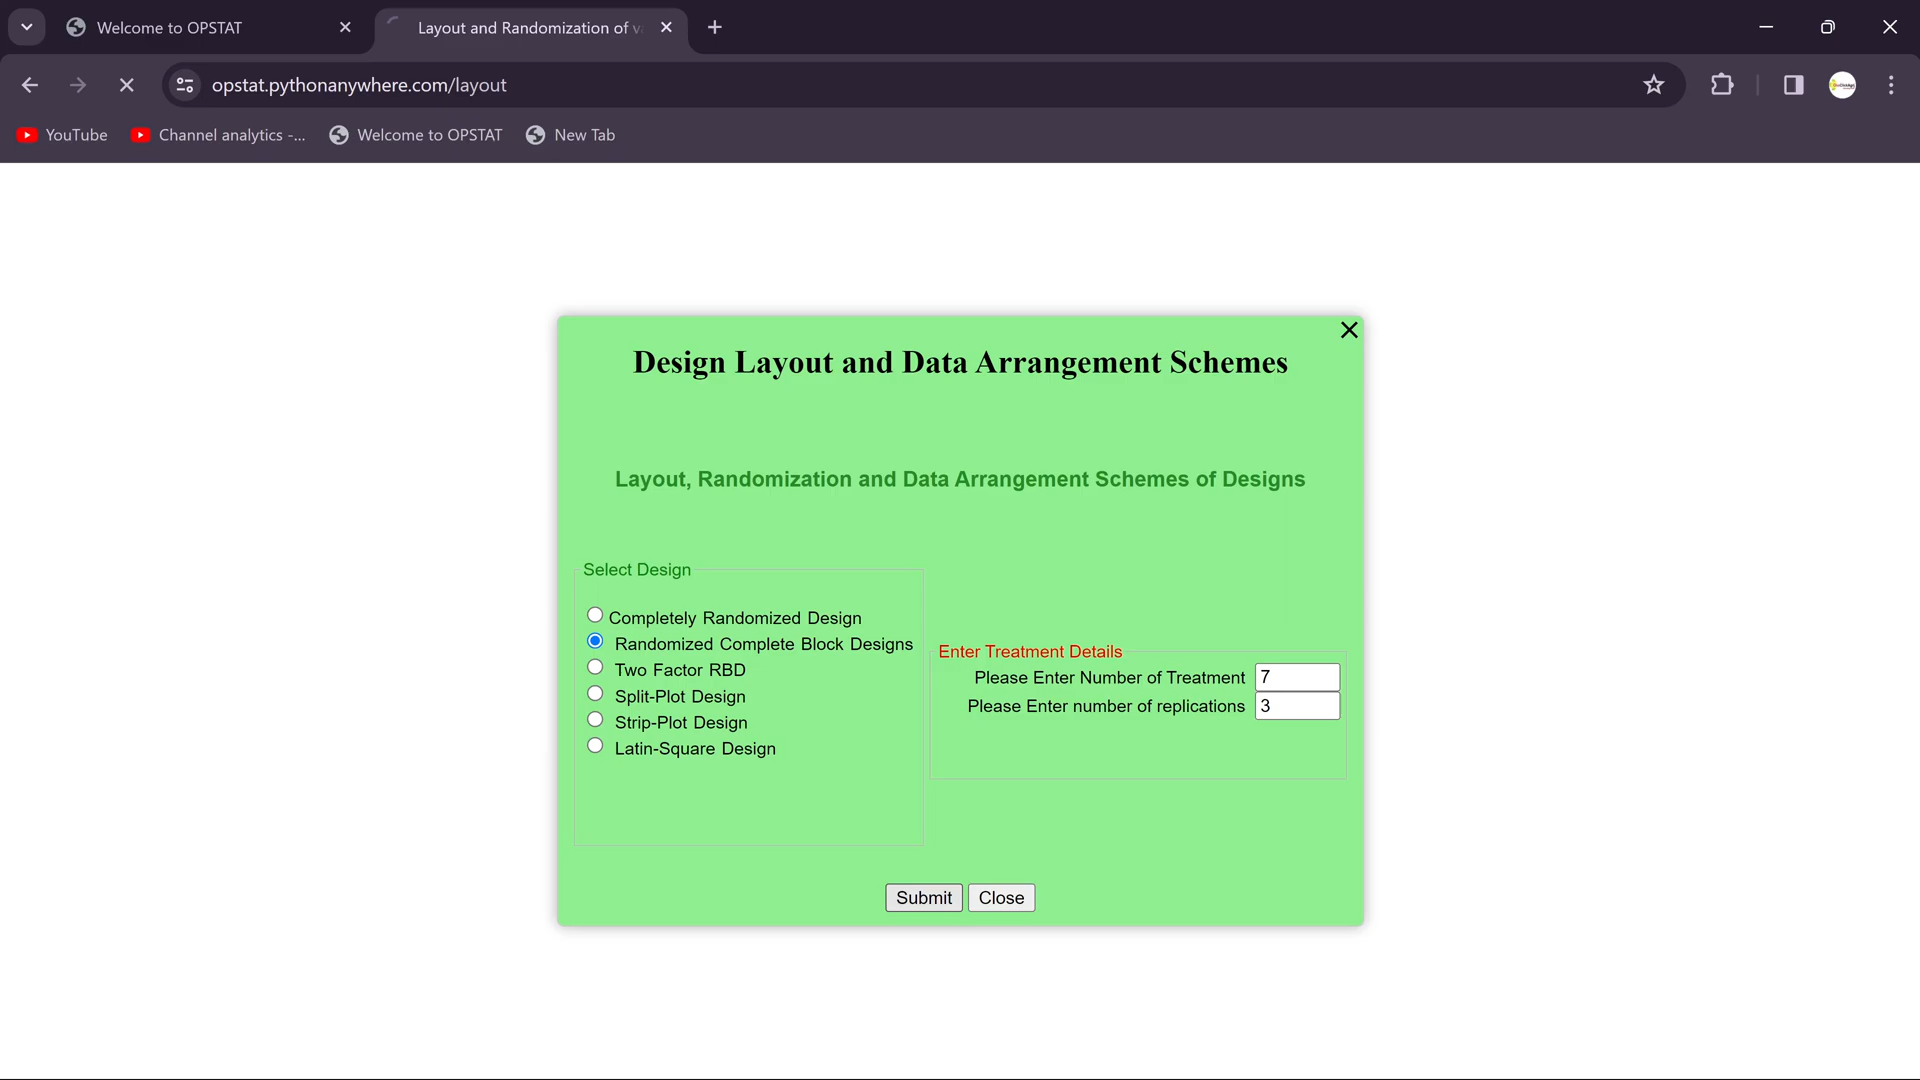 Welcome to OPSTAT
Layout and Randomization of
opstat.pythonanywhere.com/layout
YouTube
Channel analytics -...
Welcome to OPSTAT
New Tab
Design Layout and Data Arrangement Schemes
Layout, Randomization and Data Arrangement Schemes of Designs
Select Design
Completely Randomized Design
Randomized Complete Block Designs
Two Factor RBD
Split-Plot Design
Strip-Plot Design
Latin-Square Design
Enter Treatment Details
Please Enter Number of Treatment 7
Please Enter number of replications 3
Submit Close